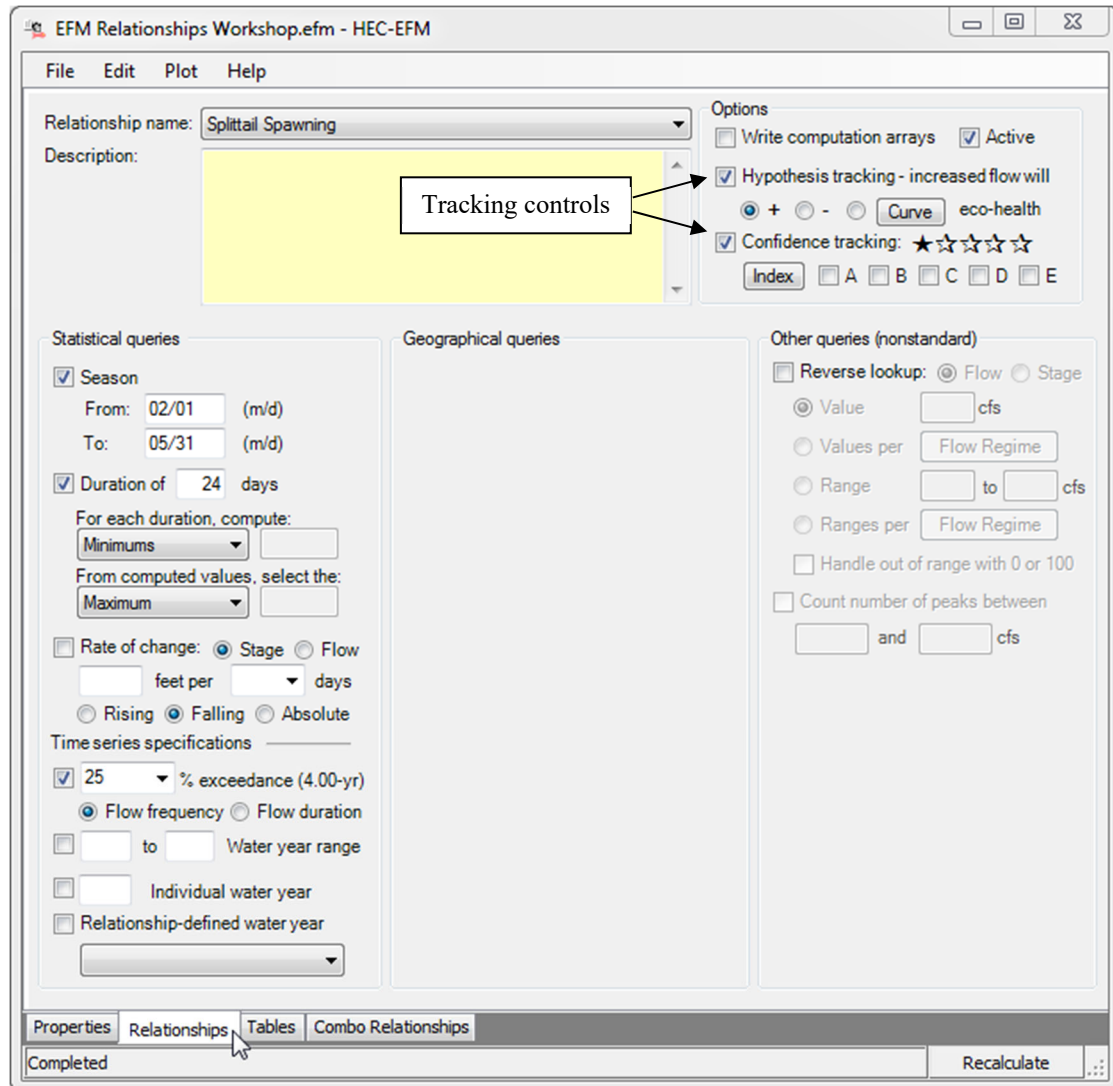 EFM Relationships Workshop.efm - HEC-EFM
File Edit Plot Help
Relationship name: Splittail Spawning
Description:
Tracking controls
Options
Write computation arrays Active
Hypothesis tracking - increased flow will
+ - Curve eco-health
Confidence tracking: ★☆☆☆☆
Index A B C D E
Statistical queries
Season
From: 02/01 (m/d)
To: 05/31 (m/d)
Duration of 24 days
For each duration, compute:
Minimums
From computed values, select the:
Maximum
Rate of change: Stage Flow
feet per days
Rising Falling Absolute
Time series specifications
25 % exceedance (4.00-yr)
Flow frequency Flow duration
to Water year range
Individual water year
Relationship-defined water year
Geographical queries
Other queries (nonstandard)
Reverse lookup: Flow Stage
Value cfs
Values per Flow Regime
Range to cfs
Ranges per Flow Regime
Handle out of range with 0 or 100
Count number of peaks between
and cfs
Properties Relationships Tables Combo Relationships
Completed Recalculate